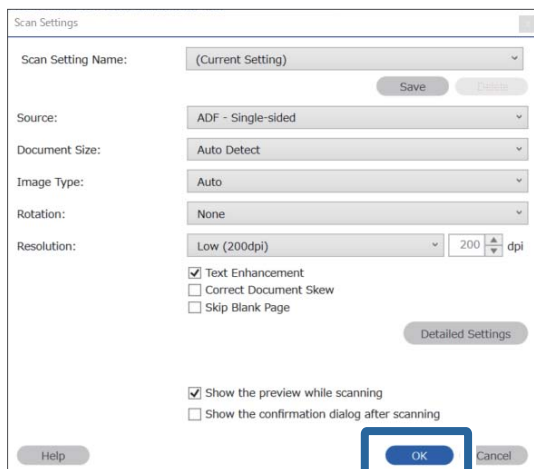 Scan Settings
Scan Setting Name: (Current Setting)
Save Delete
Source: ADF - Single-sided
Document Size: Auto Detect
Image Type: Auto
Rotation: None
Resolution: Low (200dpi) 200 dpi
Text Enhancement
Correct Document Skew
Skip Blank Page
Detailed Settings
Show the preview while scanning
Show the confirmation dialog after scanning
Help OK Cancel